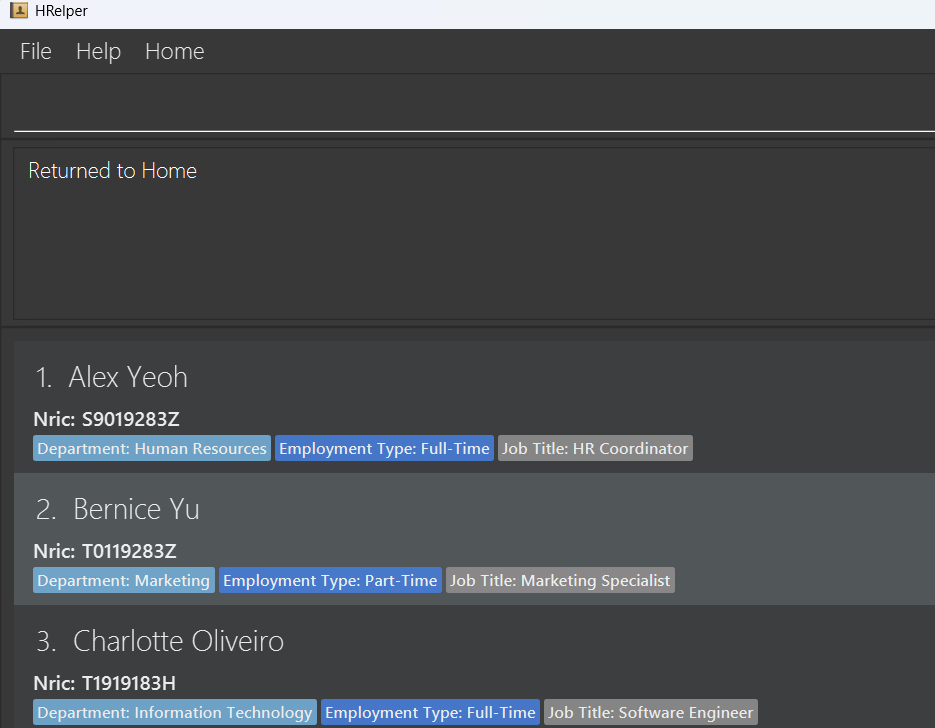 HRelper
File Help Home
Returned to Home
1. Alex Yeoh
Nric: S9019283Z
Department: Human Resources Employment Type: Full-Time Job Title: HR Coordinator
2. Bernice Yu
Nric: T0119283Z
Department: Marketing Employment Type: Part-Time Job Title: Marketing Specialist
3. Charlotte Oliveiro
Nric: T1919183H
Department: Information Technology Employment Type: Full-Time Job Title: Software Engineer